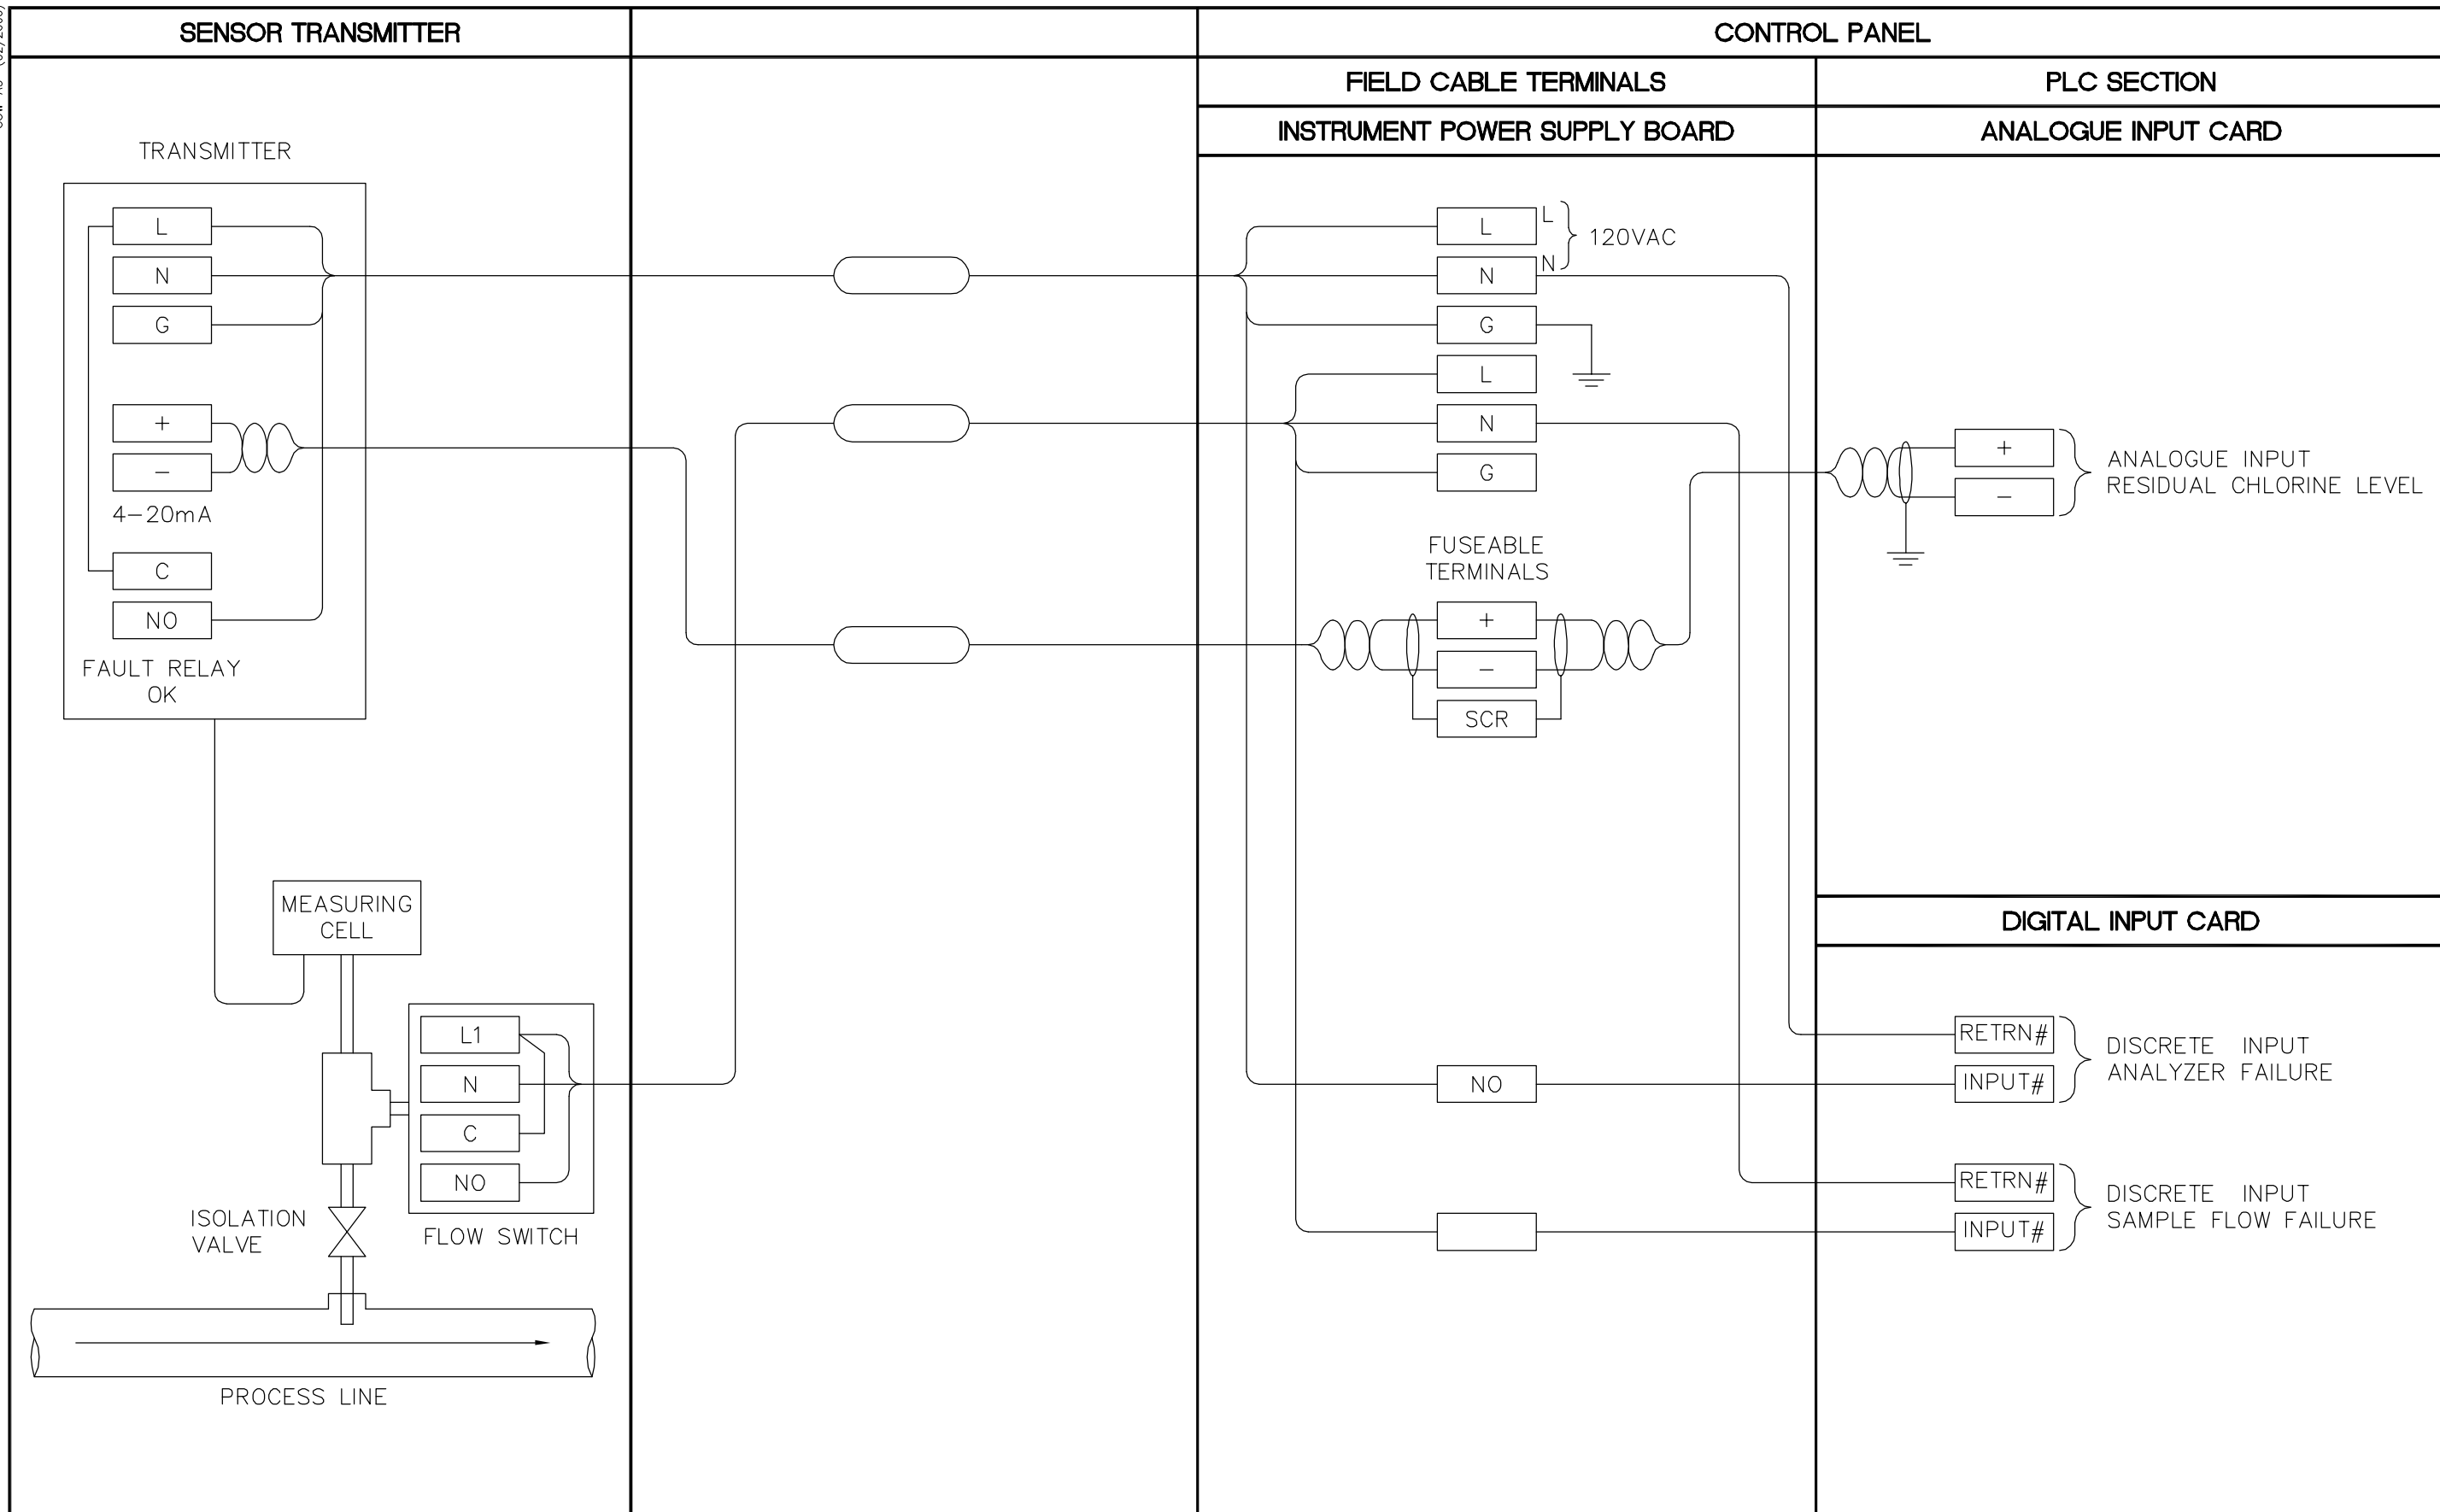 SENSOR TRANSMITTER
CONTROL PANEL
FIELD CABLE TERMINALS
PLC SECTION
INSTRUMENT POWER SUPPLY BOARD
ANALOGUE INPUT CARD
TRANSMITTER
L
N
G
+
−
4−20mA
C
NO
FAULT RELAY
OK
MEASURING
CELL
L1
N
C
NO
FLOW SWITCH
ISOLATION
VALVE
PROCESS LINE
L
L
120VAC
N
N
G
L
N
G
FUSEABLE
TERMINALS
+
−
SCR
NO
+
−
ANALOGUE INPUT
RESIDUAL CHLORINE LEVEL
DIGITAL INPUT CARD
RETRN#
INPUT#
DISCRETE INPUT
ANALYZER FAILURE
RETRN#
INPUT#
DISCRETE INPUT
SAMPLE FLOW FAILURE